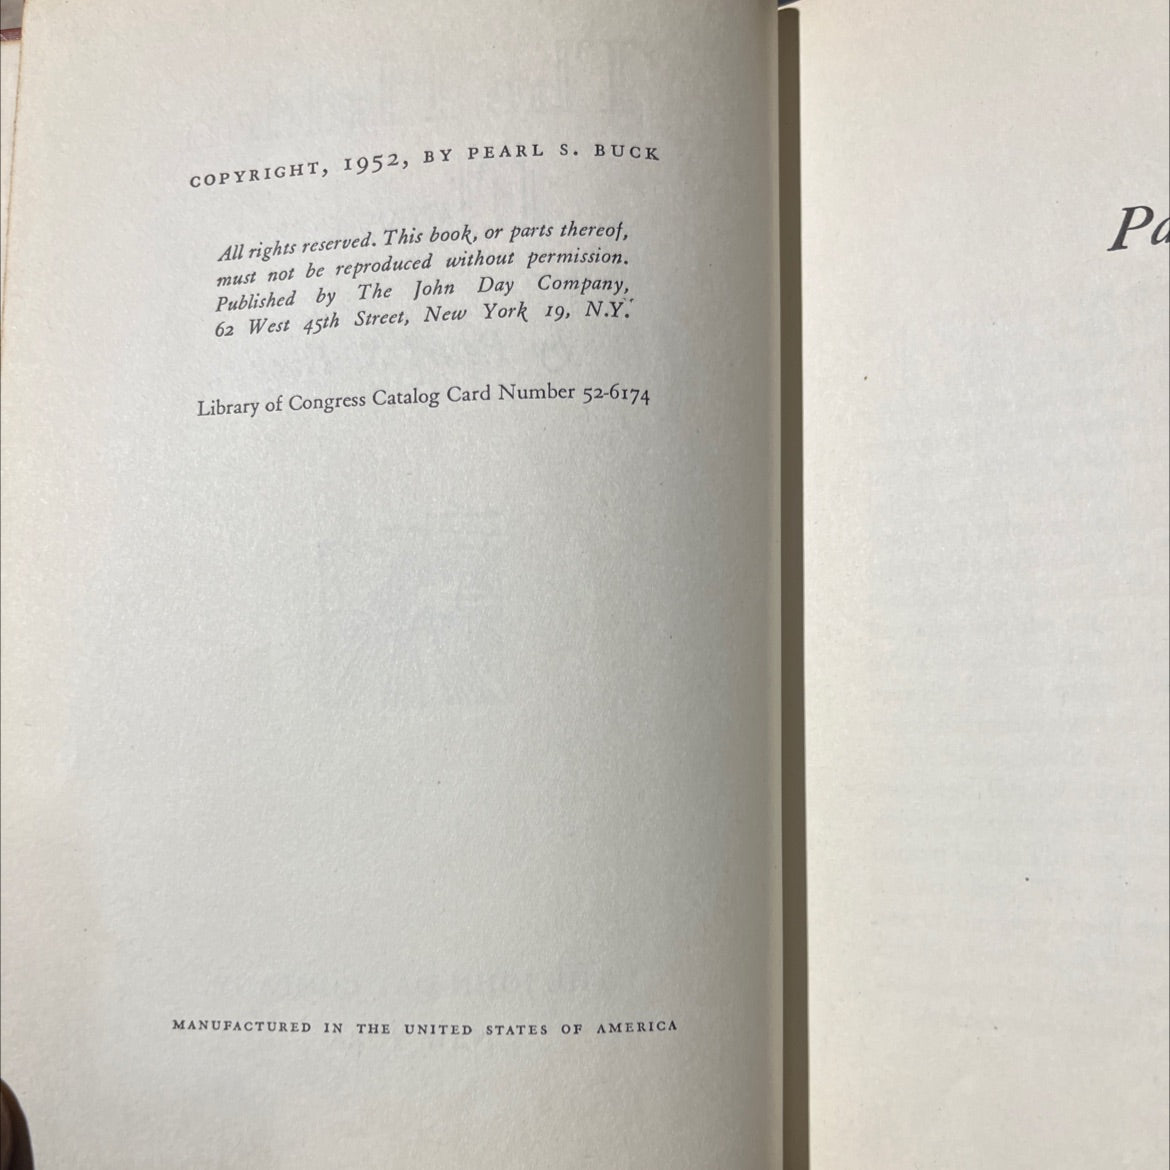 COPYRIGHT, 1952, BY PEARL S. BUCK
All rights reserved. This book, or parts thereof,
must not be reproduced without permission.
Published by The John Day Company,
62 West 45th Street, New York 19, N.Y.
Library of Congress Catalog Card Number 52-6174
MANUFACTURED IN THE UNITED STATES OF AMERICA